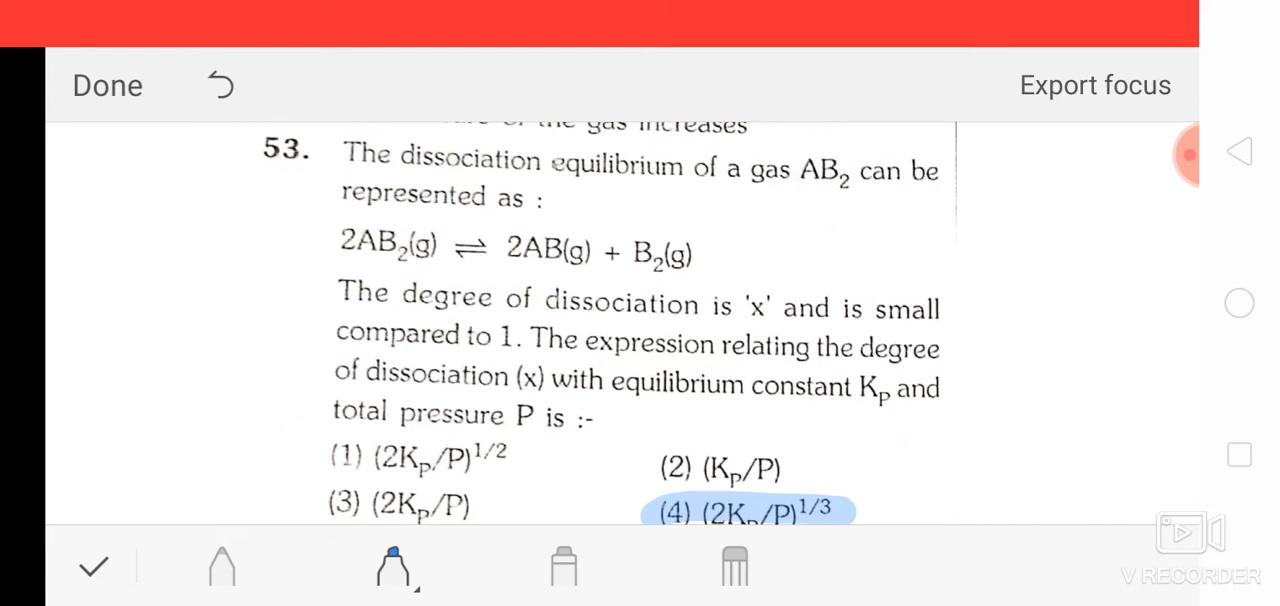 Done
Export focus
of the gas increases
53. The dissociation equilibrium of a gas AB₂ can be
represented as :
2AB₂(g) ⇌ 2AB(g) + B₂(g)
The degree of dissociation is 'x' and is small
compared to 1. The expression relating the degree
of dissociation (x) with equilibrium constant Kₚ and
total pressure P is :-
(1) (2Kₚ/P)^1/2
(2) (Kₚ/P)
(3) (2Kₚ/P)
(4) (2Kₚ/P)^1/3
V RECORDER